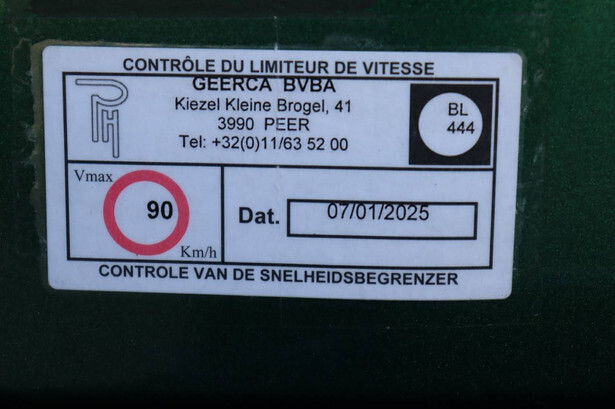 CONTRÔLE DU LIMITEUR DE VITESSE
GEERCA BVBA
Kiezel Kleine Brogel, 41
3990 PEER
Tel: +32(0)11/63 52 00
BL
444
Vmax
90
Km/h
Dat. 07/01/2025
CONTROLE VAN DE SNELHEIDSBEGRENZER